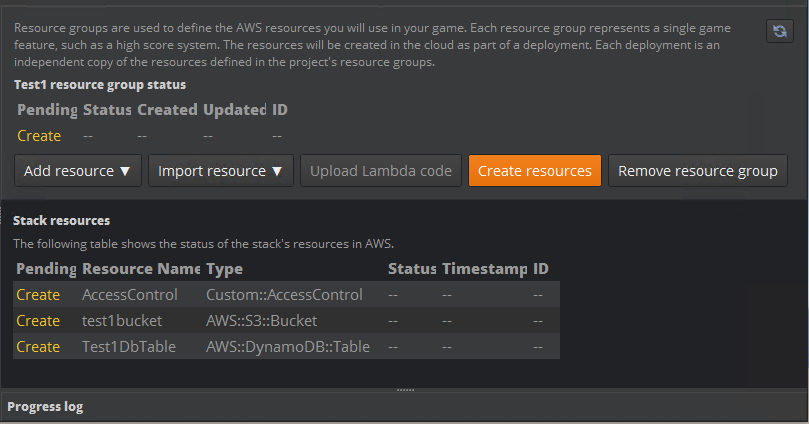 Resource groups are used to define the AWS resources you will use in your game. Each resource group represents a single game
feature, such as a high score system. The resources will be created in the cloud as part of a deployment. Each deployment is an
independent copy of the resources defined in the project's resource groups.
Test1 resource group status
Pending Status Created Updated ID
Create -- -- -- --
Add resource ▼ Import resource ▼ Upload Lambda code Create resources Remove resource group
Stack resources
The following table shows the status of the stack's resources in AWS.
Pending Resource Name Type Status Timestamp ID
Create AccessControl Custom::AccessControl -- -- --
Create test1bucket AWS::S3::Bucket -- -- --
Create Test1DbTable AWS::DynamoDB::Table -- -- --
Progress log